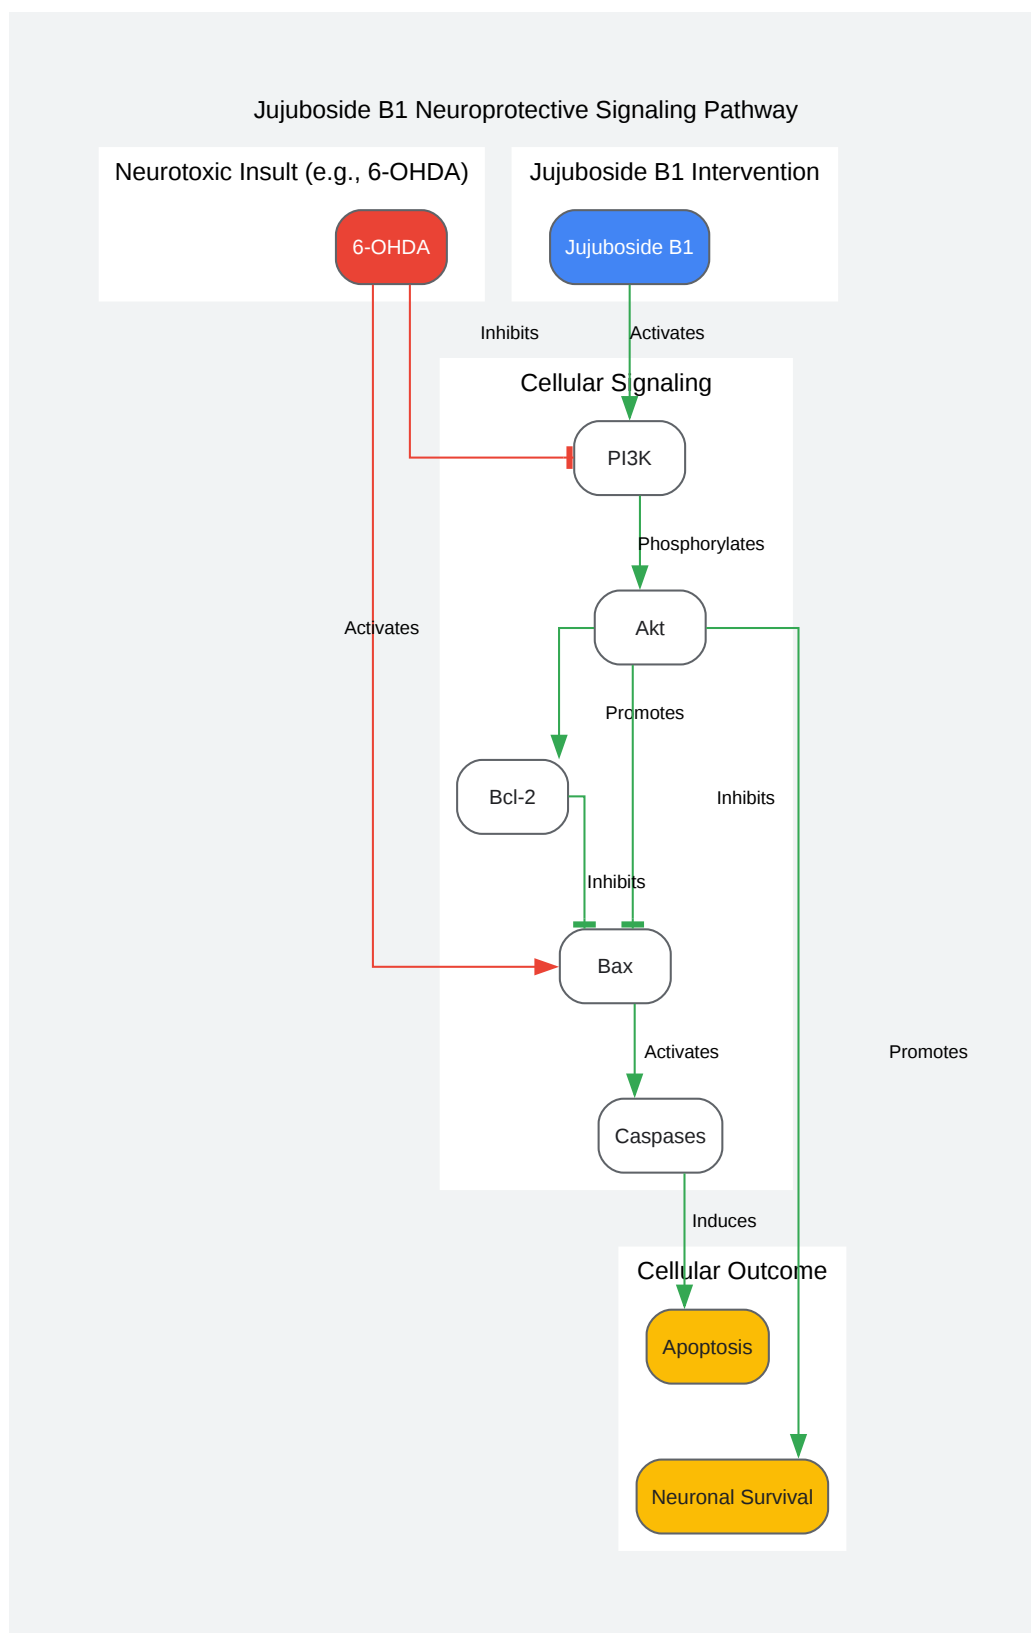 Jujuboside B1 Neuroprotective Signaling Pathway
Neurotoxic Insult (e.g., 6-OHDA)
Jujuboside B1 Intervention
6-OHDA
Jujuboside B1
Inhibits
Activates
Cellular Signaling
PI3K
Phosphorylates
Akt
Activates
Promotes
Bcl-2
Inhibits
Inhibits
Bax
Activates
Promotes
Caspases
Induces
Cellular Outcome
Apoptosis
Neuronal Survival